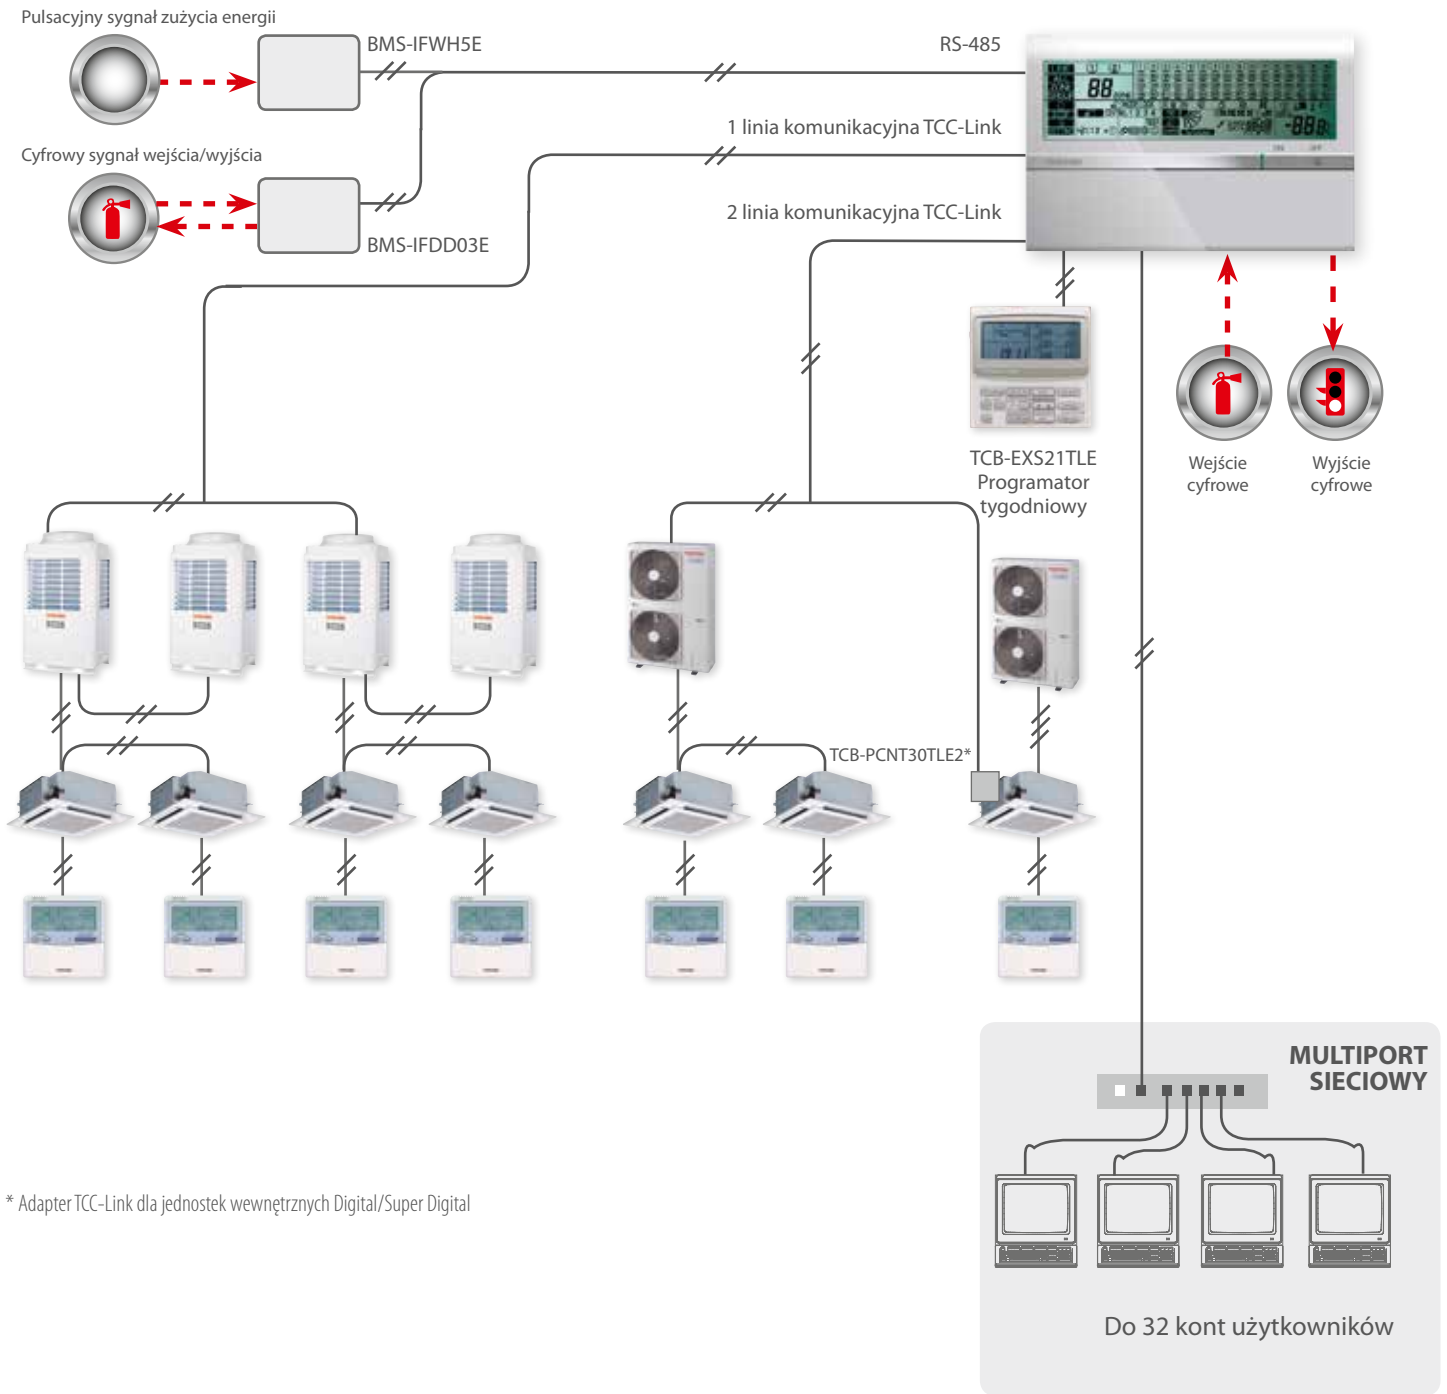 Pulsacyjny sygnał zużycia energii
BMS-IFWH5E
RS-485
1 linia komunikacyjna TCC-Link
Cyfrowy sygnał wejścia/wyjścia
2 linia komunikacyjna TCC-Link
BMS-IFDD03E
TCB-EXS21TLE
Programator
tygodniowy
Wejście
cyfrowe
Wyjście
cyfrowe
TCB-PCNT30TLE2*
MULTIPORT
SIECIOWY
* Adapter TCC-Link dla jednostek wewnętrznych Digital/Super Digital
Do 32 kont użytkowników